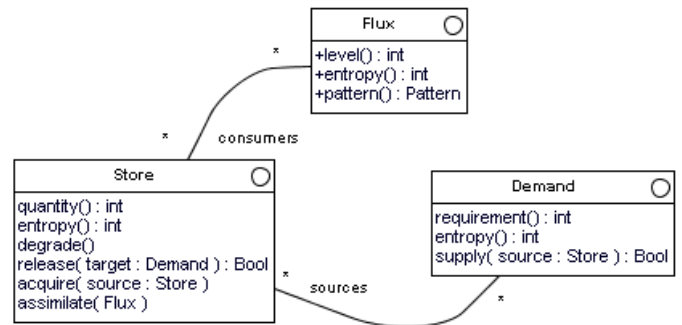 Flux
+level() : int
+entropy() : int
+pattern() : Pattern
*
*
consumers
Store
quantity() : int
entropy() : int
degrade()
release( target : Demand ) : Bool
acquire( source : Store )
assimilate( Flux )
Demand
requirement() : int
entropy() : int
supply( source : Store ) : Bool
*
sources
*